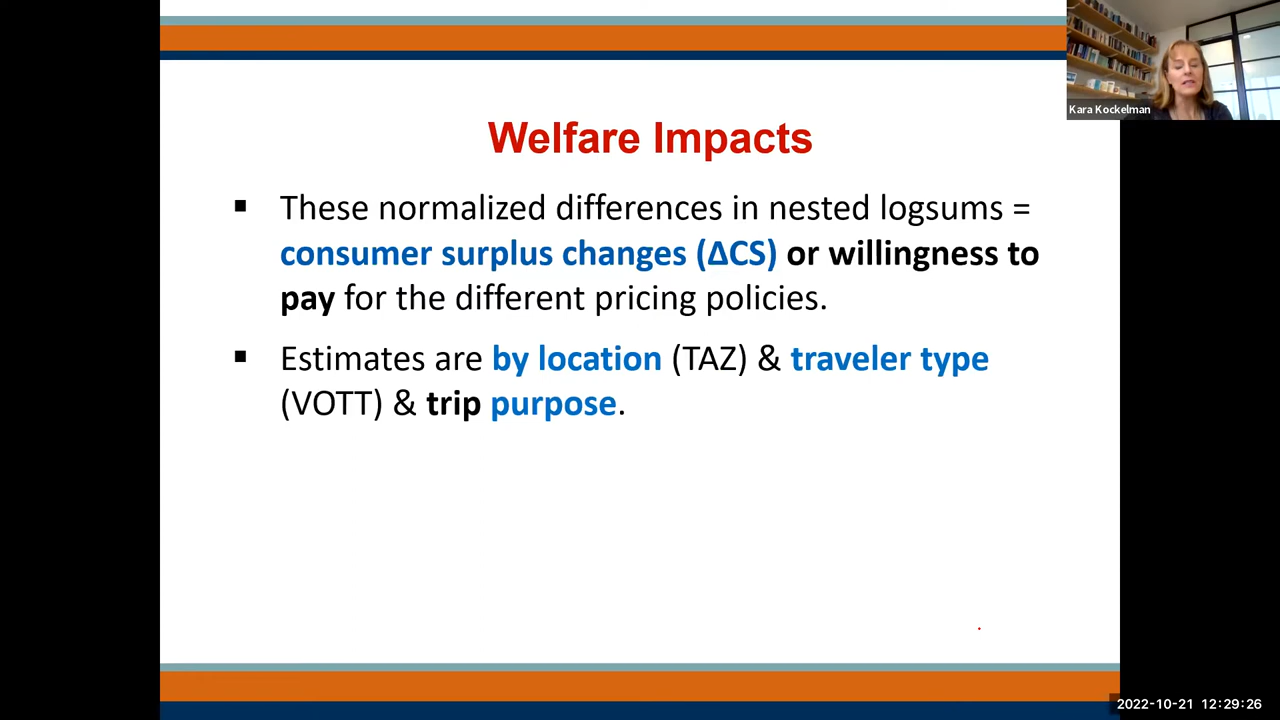 Kara Kockelman
Welfare Impacts
▪ These normalized differences in nested logsums =
consumer surplus changes (ΔCS) or willingness to
pay for the different pricing policies.
▪ Estimates are by location (TAZ) & traveler type
(VOTT) & trip purpose.
2022-10-21 12:29:26